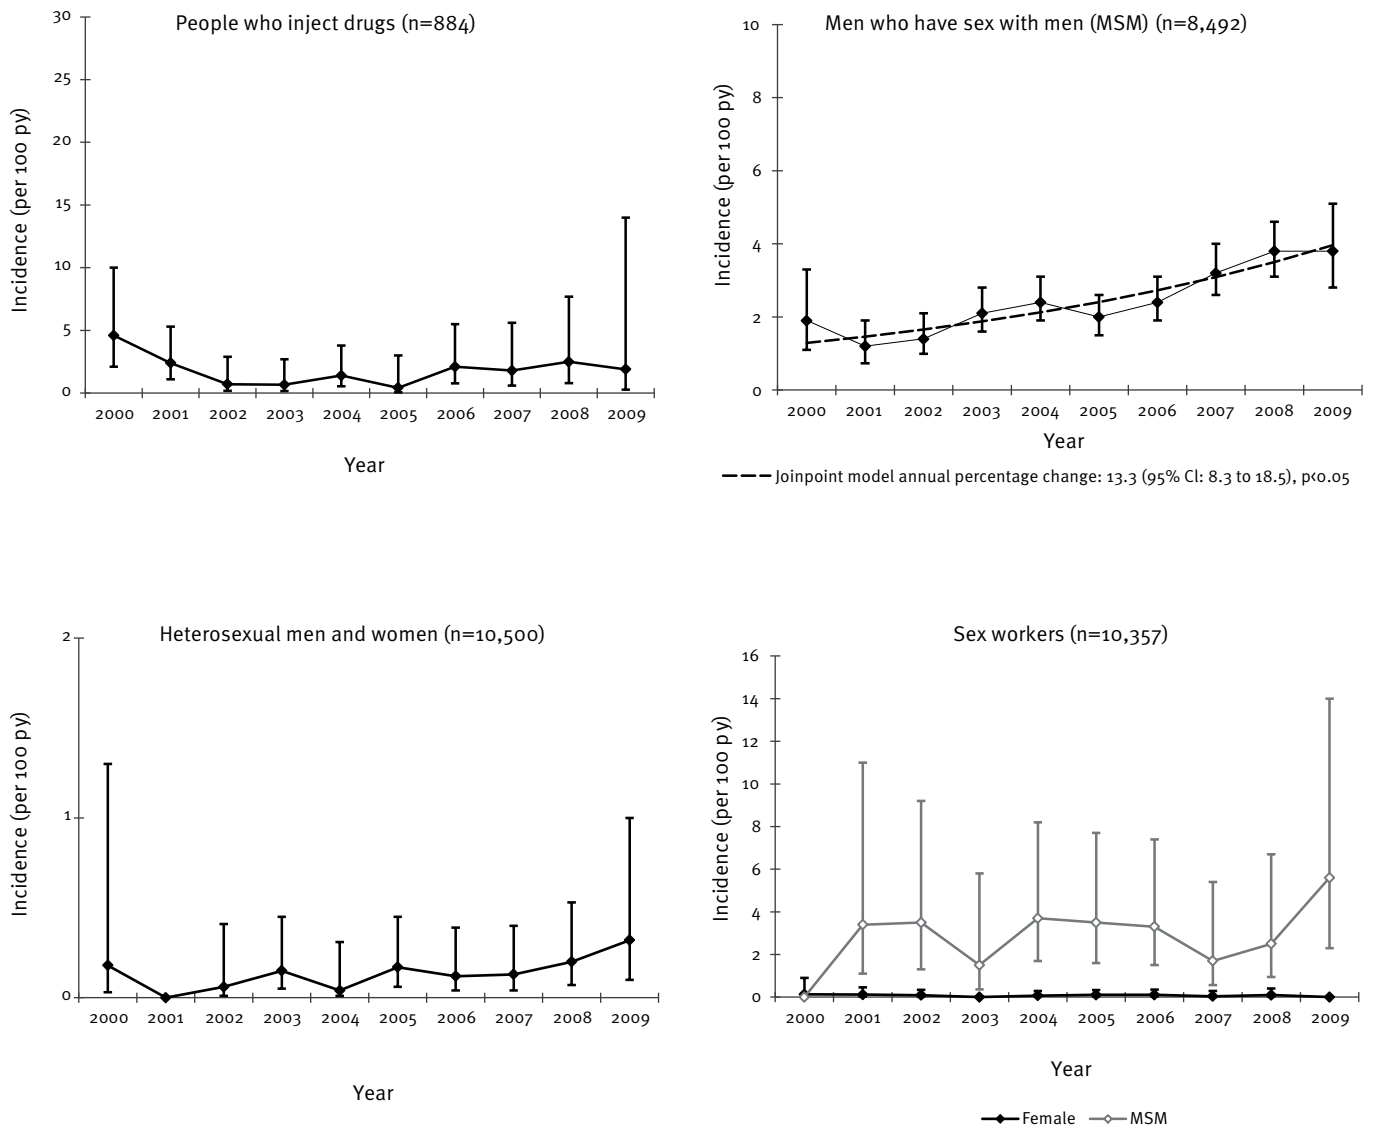 People who inject drugs (n=884)
Incidence (per 100 py)
30
25
20
15
10
5
0
2000 2001 2002 2003 2004 2005 2006 2007 2008 2009
Year
Men who have sex with men (MSM) (n=8,492)
Incidence (per 100 py)
10
8
6
4
2
0
2000 2001 2002 2003 2004 2005 2006 2007 2008 2009
Year
Joinpoint model annual percentage change: 13.3 (95% CI: 8.3 to 18.5), p<0.05
Heterosexual men and women (n=10,500)
Incidence (per 100 py)
2
1
0
2000 2001 2002 2003 2004 2005 2006 2007 2008 2009
Year
Sex workers (n=10,357)
Incidence (per 100 py)
16
14
12
10
8
6
4
2
0
2000 2001 2002 2003 2004 2005 2006 2007 2008 2009
Year
Female MSM